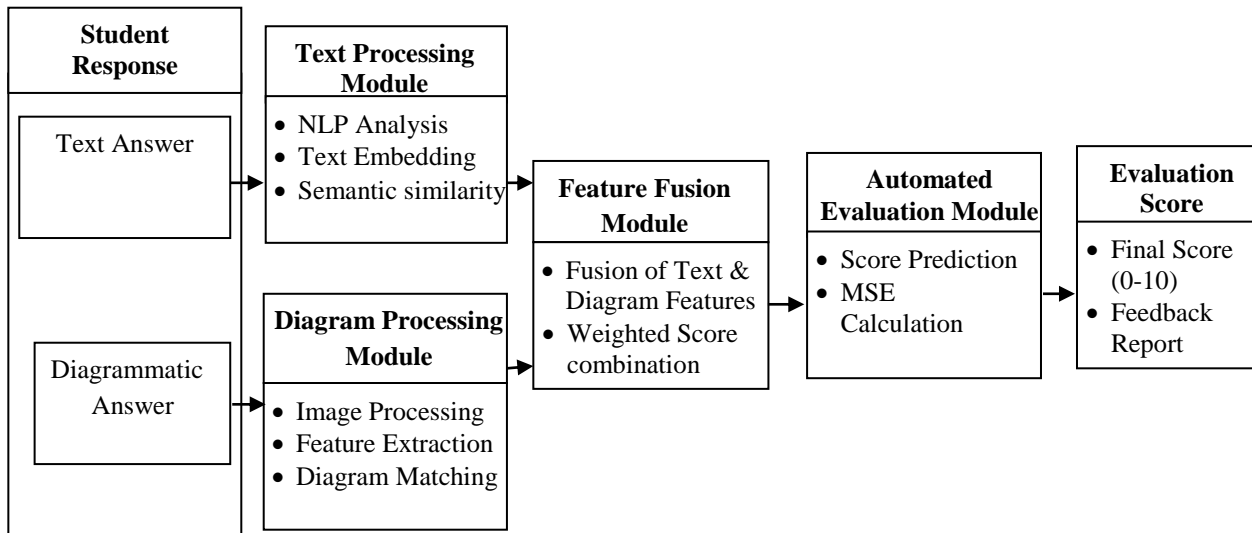 Student
Response
Text Answer
Diagrammatic
Answer
Text Processing
Module
• NLP Analysis
• Text Embedding
• Semantic similarity
Diagram Processing
Module
• Image Processing
• Feature Extraction
• Diagram Matching
Feature Fusion
Module
• Fusion of Text &
Diagram Features
• Weighted Score
combination
Automated
Evaluation Module
• Score Prediction
• MSE
Calculation
Evaluation
Score
• Final Score
(0-10)
• Feedback
Report